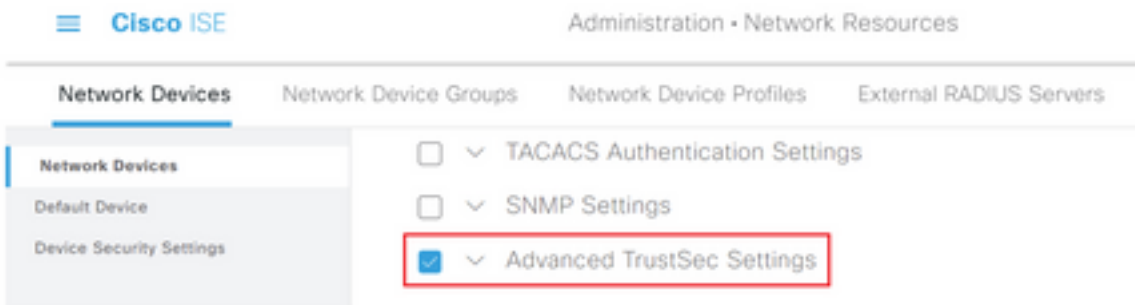 Cisco ISE
Administration • Network Resources
Network Devices Network Device Groups Network Device Profiles External RADIUS Servers
Network Devices
Default Device
Device Security Settings
TACACS Authentication Settings
SNMP Settings
Advanced TrustSec Settings